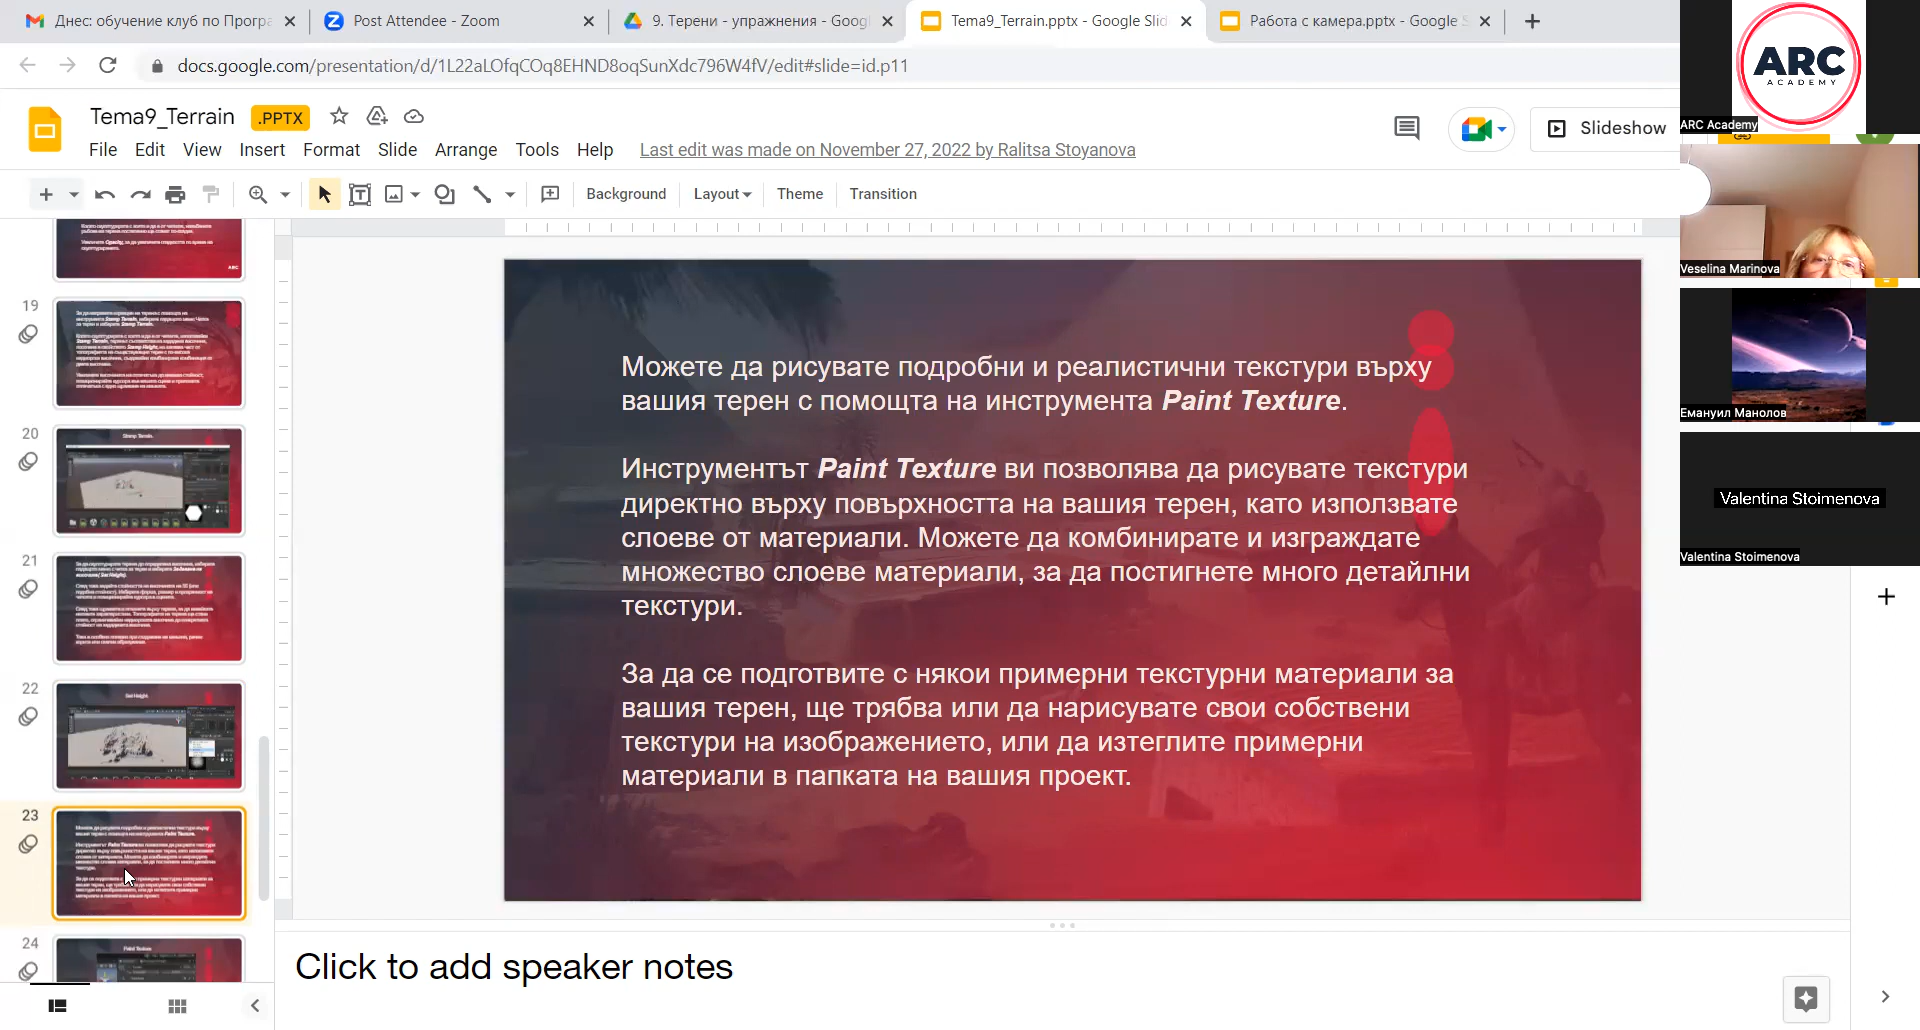 Днес: обучение клуб по Програ
Post Attendee - Zoom
9. Терени - упражнения - Googl
Tema9_Terrain.pptx - Google Slid
Работа с камера.pptx - Google S
docs.google.com/presentation/d/1L22aLOfqCOq8EHND8oqSunXdc796W4fV/edit#slide=id.p11
Tema9_Terrain
.PPTX
Slideshow
File Edit View Insert Format Slide Arrange Tools Help
Last edit was made on November 27, 2022 by Ralitsa Stoyanova
Background Layout Theme Transition
ARC
ACADEMY
ARC Academy
Veselina Marinova
Емануил Манолов
Valentina Stoimenova
Valentina Stoimenova
19
20
Stamp Terrain
21
22
Set Height
23
24
Paint Texture
Можете да рисувате подробни и реалистични текстури върху
вашия терен с помощта на инструмента Paint Texture.
Инструментът Paint Texture ви позволява да рисувате текстури
директно върху повърхността на вашия терен, като използвате
слоеве от материали. Можете да комбинирате и изграждате
множество слоеве материали, за да постигнете много детайлни
текстури.
За да се подготвите с някои примерни текстурни материали за
вашия терен, ще трябва или да нарисувате свои собствени
текстури на изображението, или да изтеглите примерни
материали в папката на вашия проект.
Click to add speaker notes